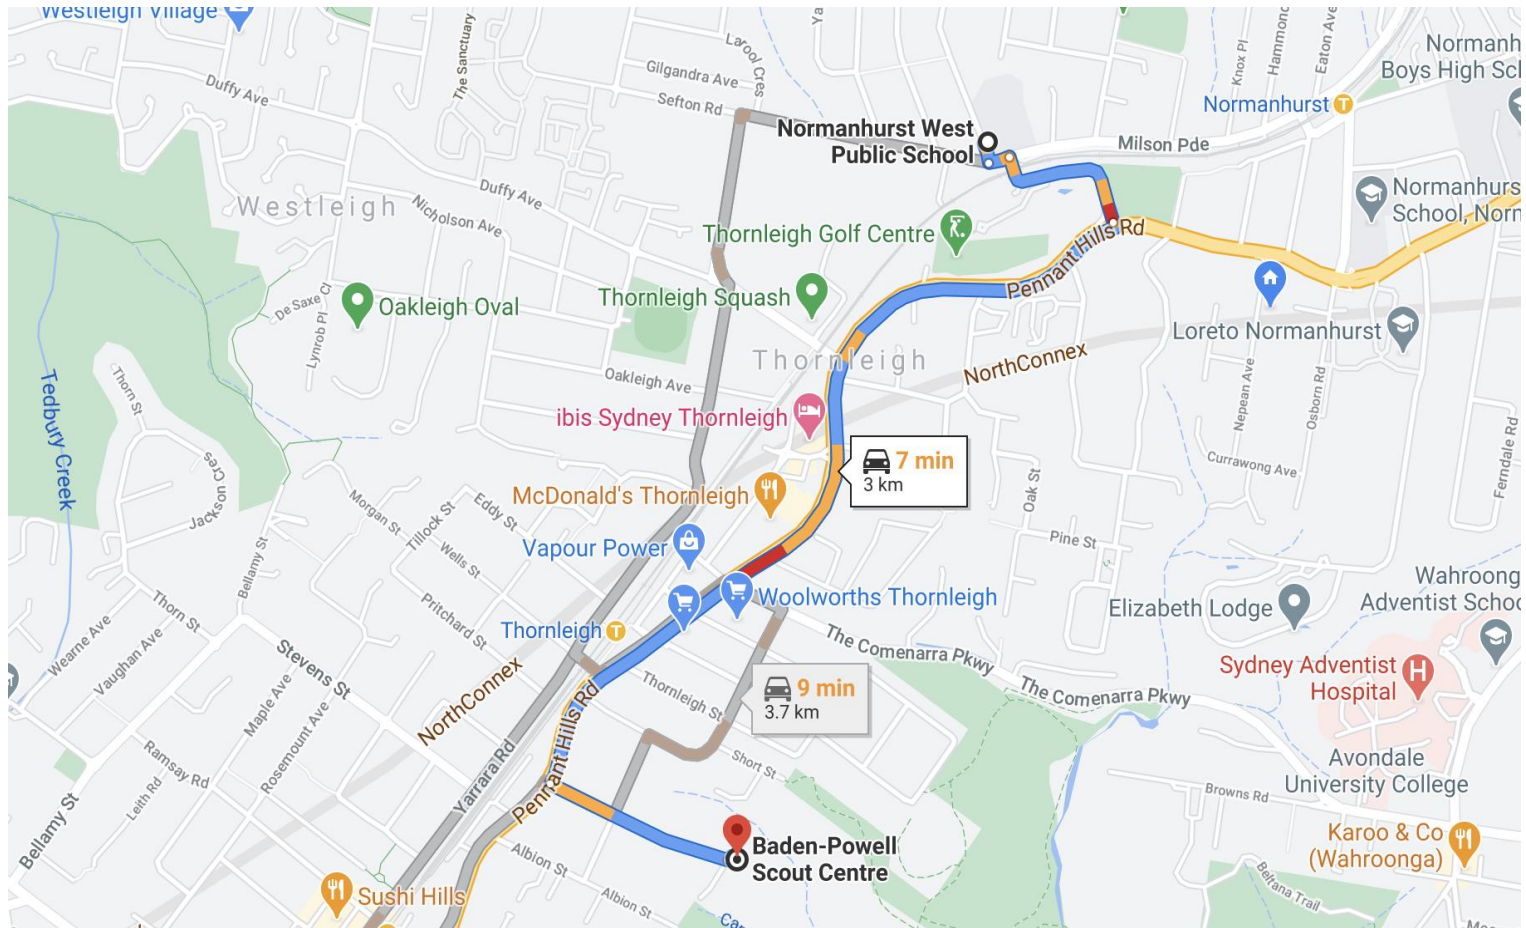 Westleigh Village
Duffy Ave
The Sanctuary
Larool Cres
Gilgandra Ave
Sefton Rd
Ya
Knox Pl
Hammonc
Eaton Ave
Normanh
Boys High Scl
Normanhurst
T
Milson Pde
Normanhurst West
Public School
Normanhurs
School, Norn
Duffy Ave
Nicholson Ave
Westleigh
Thornleigh Golf Centre
Pennant Hills Rd
Thornleigh Squash
De Saxe Cl
Lynrob Pl
Oakleigh Oval
Loreto Normanhurst
Thornleigh
NorthConnex
Oakleigh Ave
Nepean Ave
Osborn Rd
Tedbury Creek
Thorn St
ibis Sydney Thornleigh
7 min
3 km
Currawong Ave
Ferndale Rd
Oak St
Jackson Cres
McDonald's Thornleigh
Morgan St
Tillock St
Eddy St
Wells St
Vapour Power
Pine St
Bellamy St
Pritchard St
Thorn St
Woolworths Thornleigh
Elizabeth Lodge
Wahroong
Adventist Schoo
Thornleigh
T
The Comenarra Pkwy
The Comenarra Pkwy
Wearne Ave
Vaughan Ave
Stevens St
Maple Ave
Rosemount Ave
NorthConnex
Thornleigh St
9 min
3.7 km
Sydney Adventist
Hospital
H
Pennant Hills Rd
Short St
Avondale
University College
Ramsay Rd
Leith Rd
Yarrara Rd
Browns Rd
Bellamy St
Baden-Powell
Scout Centre
Karoo & Co
(Wahroonga)
Albion St
Albion St
Sushi Hills
Beltana Trail